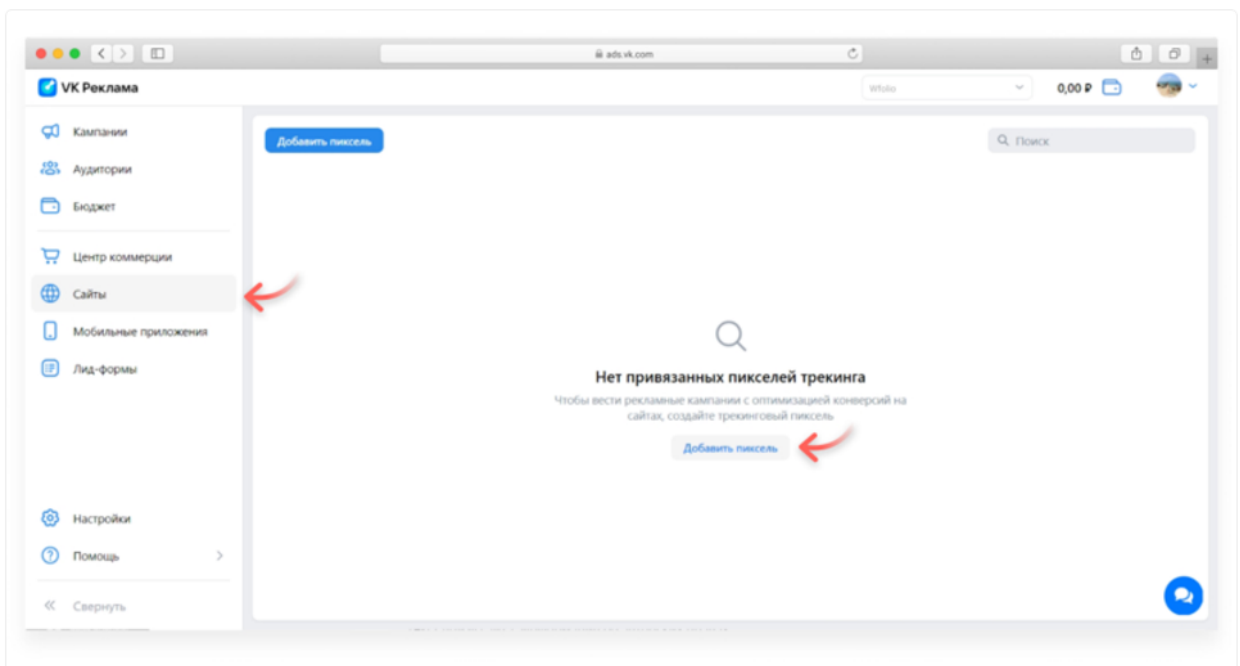 ads.vk.com
VK Реклама
Wfolio
0,00 ₽
Кампании
Аудитории
Бюджет
Центр коммерции
Сайты
Мобильные приложения
Лид-формы
Настройки
Помощь
Свернуть
Добавить пиксель
Поиск
Нет привязанных пикселей трекинга
Чтобы вести рекламные кампании с оптимизацией конверсий на
сайтах, создайте трекинговый пиксель
Добавить пиксель